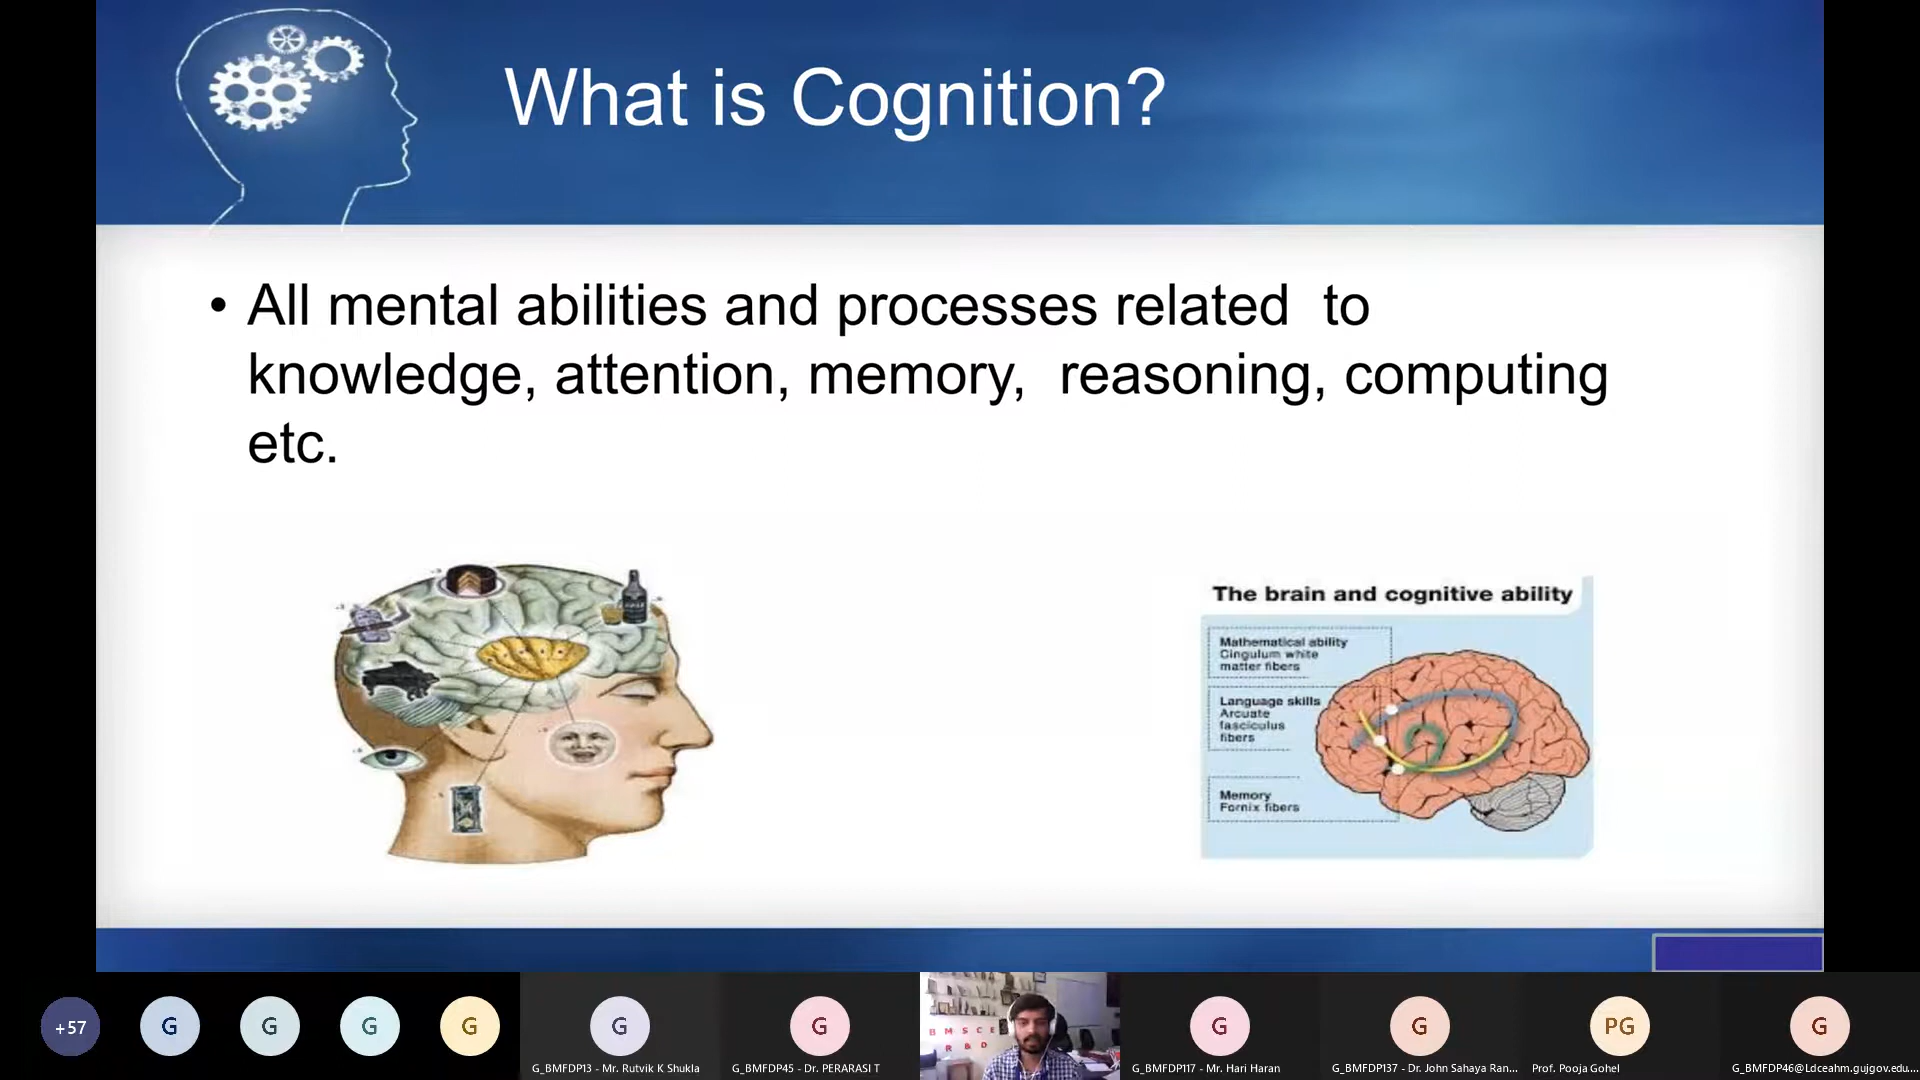 What is Cognition?
• All mental abilities and processes related  to
knowledge, attention, memory,  reasoning, computing
etc.
The brain and cognitive ability
Mathematical ability
Cingulum white
matter fibers
Language skills
Arcuate
fasciculus
fibers
Memory
Fornix fibers
+57
G
G
G
G
G
G
G
G
PG
G
B M S C E
R & D
G_BMFDP13 - Mr. Rutvik K Shukla
G_BMFDP45 - Dr. PERARASI T
G_BMFDP117 - Mr. Hari Haran
G_BMFDP137 - Dr. John Sahaya Ran...
Prof. Pooja Gohel
G_BMFDP46@Ldceahm.gujgov.edu....